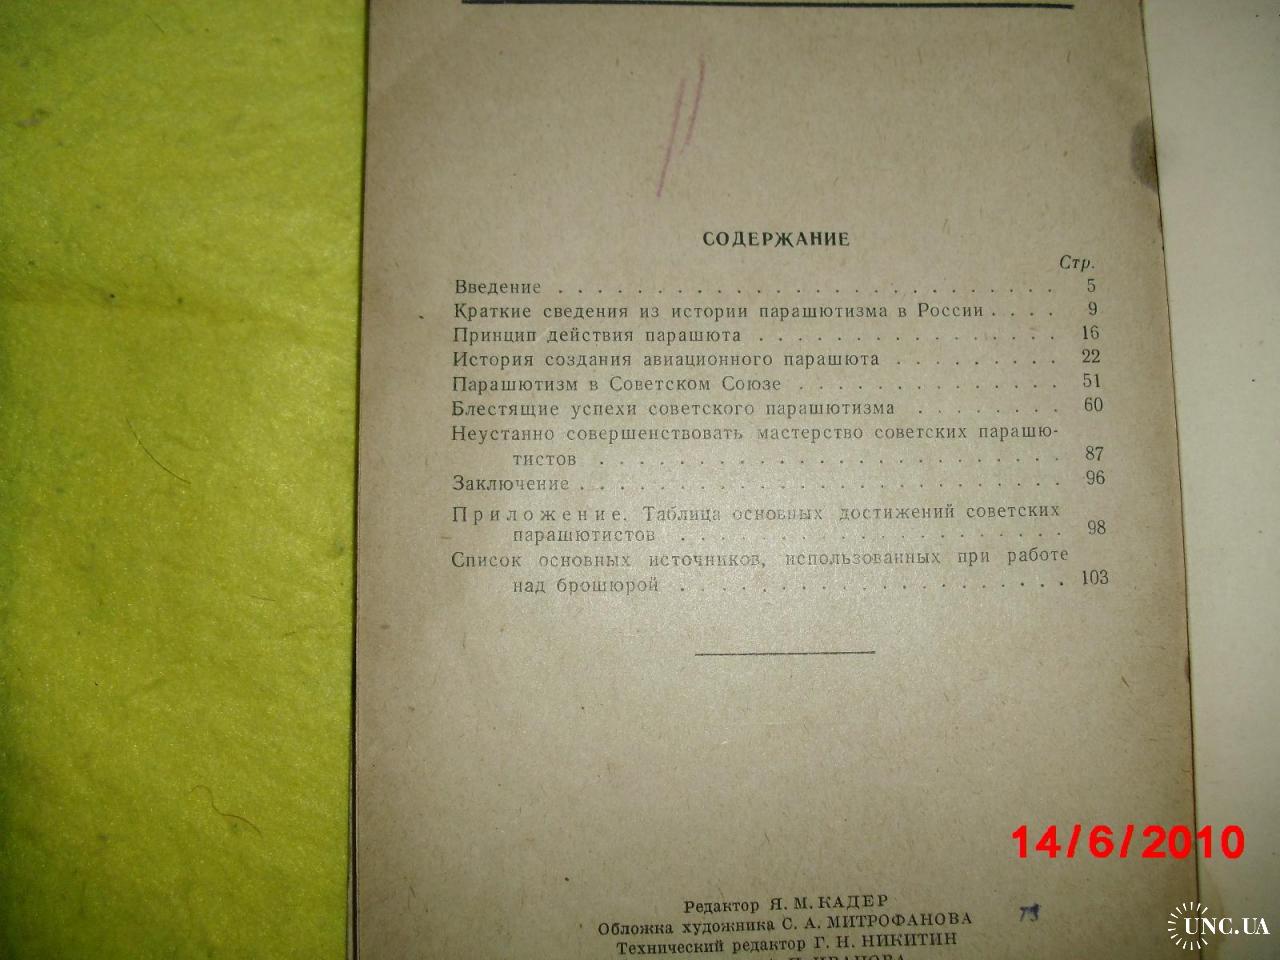 СОДЕРЖАНИЕ
Стр.
Введение . . . . . . . . . . . . . . . . . . . . . . . . . . 5
Краткие сведения из истории парашютизма в России . . . . 9
Принцип действия парашюта . . . . . . . . . . . . . . . . 16
История создания авиационного парашюта . . . . . . . . . 22
Парашютизм в Советском Союзе . . . . . . . . . . . . . . 51
Блестящие успехи советского парашютизма . . . . . . . . 60
Неустанно совершенствовать мастерство советских парашю-
тистов . . . . . . . . . . . . . . . . . . . . . . . . 87
Заключение . . . . . . . . . . . . . . . . . . . . . . . . 96
Приложение. Таблица основных достижений советских
парашютистов . . . . . . . . . . . . . . . . . . . . 98
Список основных источников, использованных при работе
над брошюрой . . . . . . . . . . . . . . . . . . . . 103
14/6/2010
Редактор Я. М. КАДЕР
Обложка художника С. А. МИТРОФАНОВА
Технический редактор Г. Н. НИКИТИН
ИВАНОВА
UNC.UA